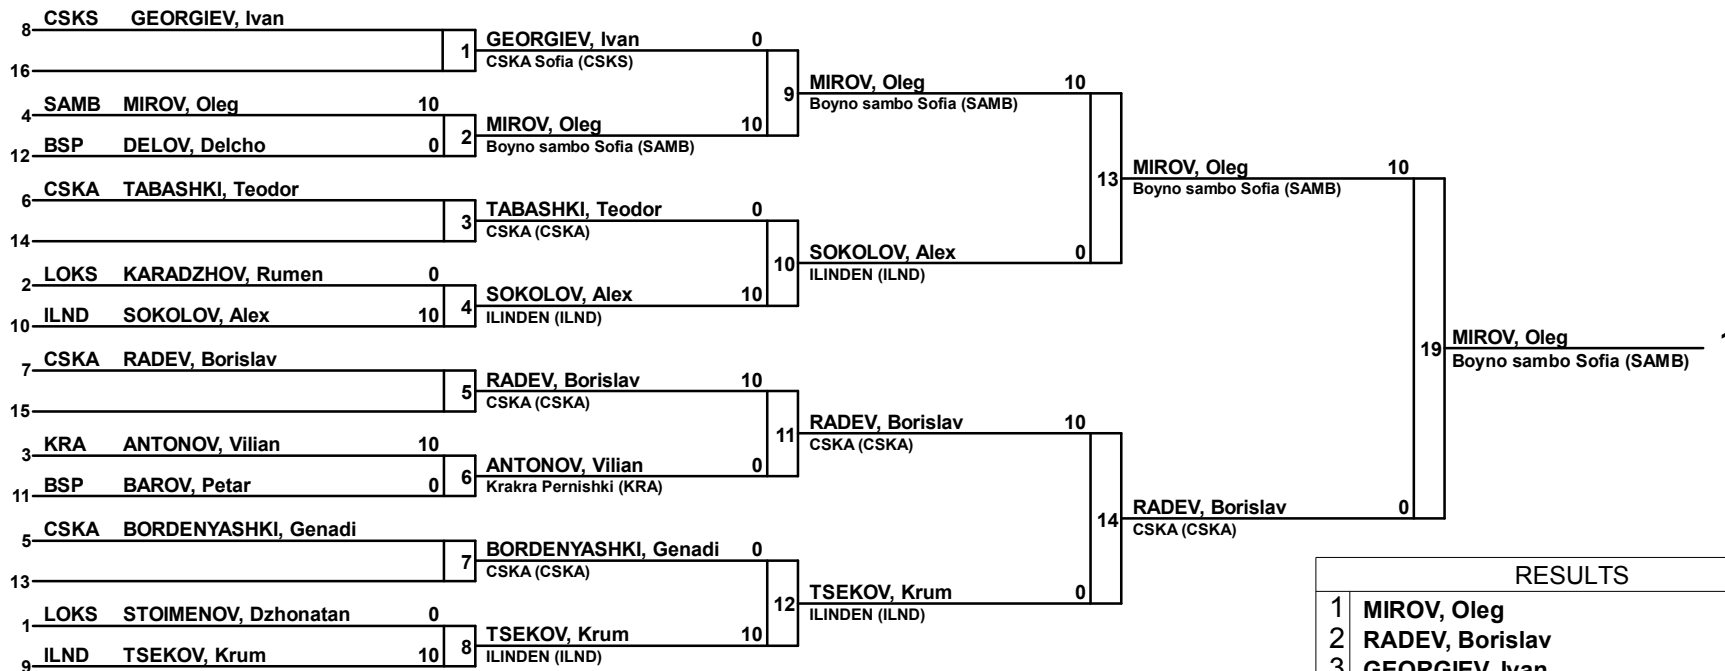 8 CSKS GEORGIEV, Ivan
16
1 GEORGIEV, Ivan 0
CSKA Sofia (CSKS)
4 SAMB MIROV, Oleg 10
12 BSP DELOV, Delcho 0
2 MIROV, Oleg 10
Boyno sambo Sofia (SAMB)
9 MIROV, Oleg 10
Boyno sambo Sofia (SAMB)
6 CSKA TABASHKI, Teodor
14
3 TABASHKI, Teodor 0
CSKA (CSKA)
2 LOKS KARADZHOV, Rumen 0
10 ILND SOKOLOV, Alex 10
4 SOKOLOV, Alex 10
ILINDEN (ILND)
10 SOKOLOV, Alex 0
ILINDEN (ILND)
13 MIROV, Oleg 10
Boyno sambo Sofia (SAMB)
7 CSKA RADEV, Borislav
15
5 RADEV, Borislav 10
CSKA (CSKA)
3 KRA ANTONOV, Vilian 10
11 BSP BAROV, Petar 0
6 ANTONOV, Vilian 0
Krakra Pernishki (KRA)
11 RADEV, Borislav 10
CSKA (CSKA)
5 CSKA BORDENYASHKI, Genadi
13
7 BORDENYASHKI, Genadi 0
CSKA (CSKA)
1 LOKS STOIMENOV, Dzhonatan 0
9 ILND TSEKOV, Krum 10
8 TSEKOV, Krum 10
ILINDEN (ILND)
12 TSEKOV, Krum 0
ILINDEN (ILND)
14 RADEV, Borislav 0
CSKA (CSKA)
19 MIROV, Oleg
Boyno sambo Sofia (SAMB)
RESULTS
1 MIROV, Oleg
2 RADEV, Borislav
3 GEORGIEV, Ivan